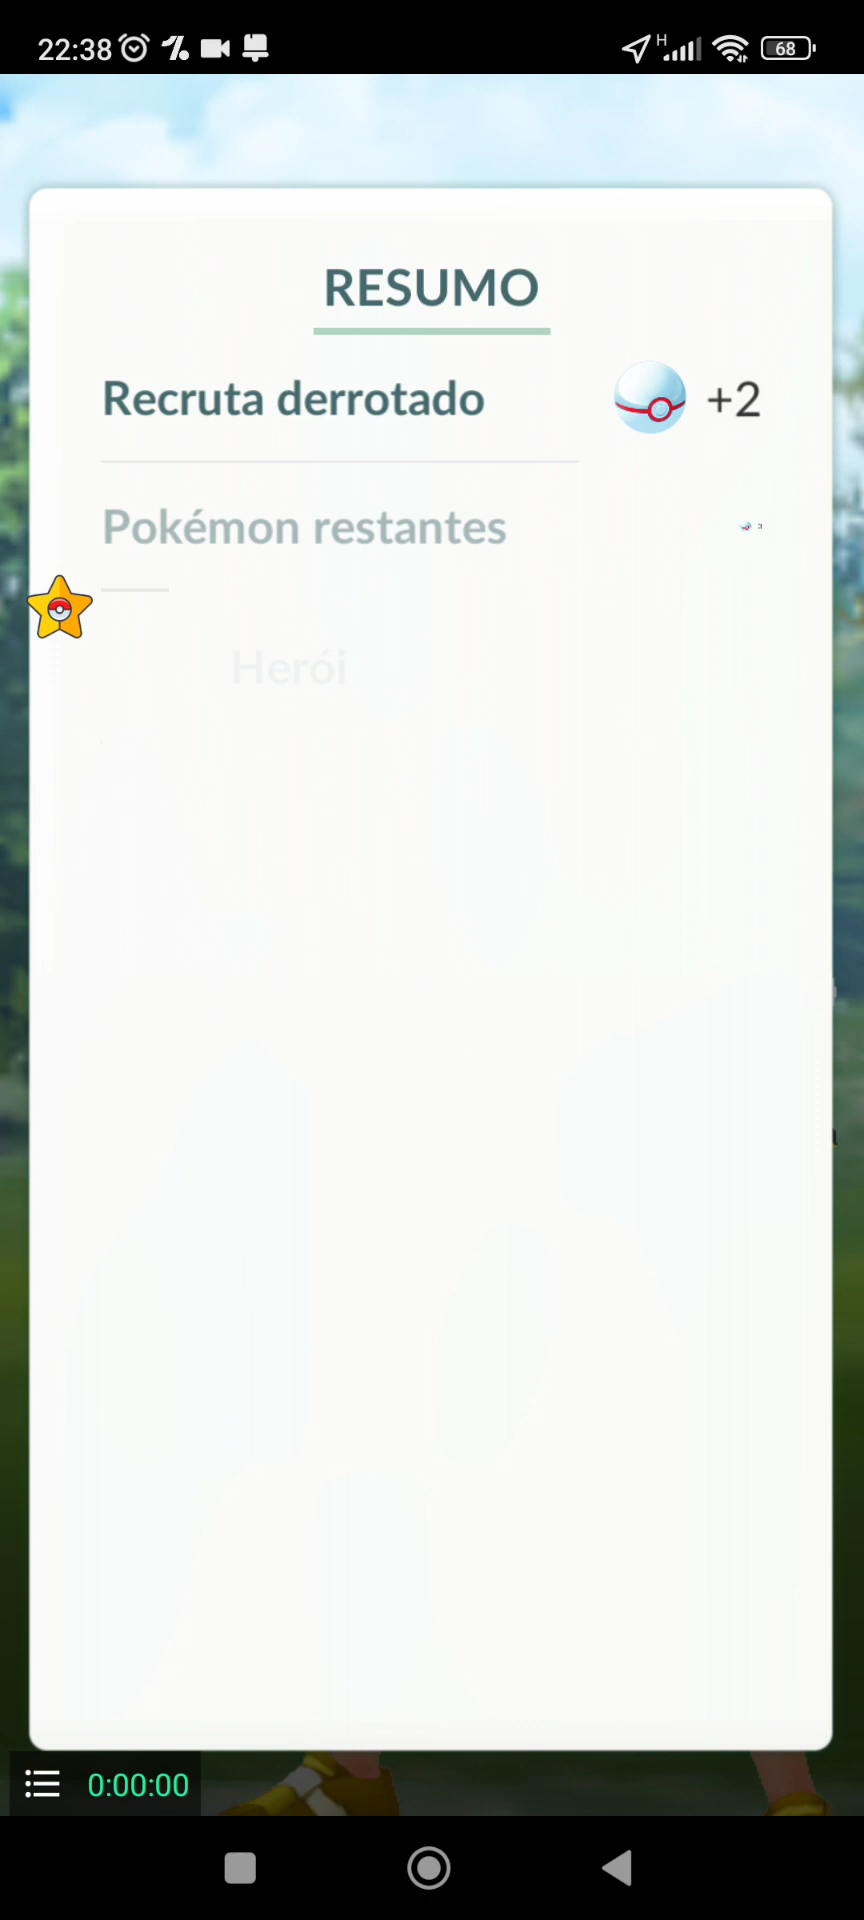 22:38
H
68
RESUMO
Recruta derrotado +2
Pokémon restantes
Herói
0:00:00